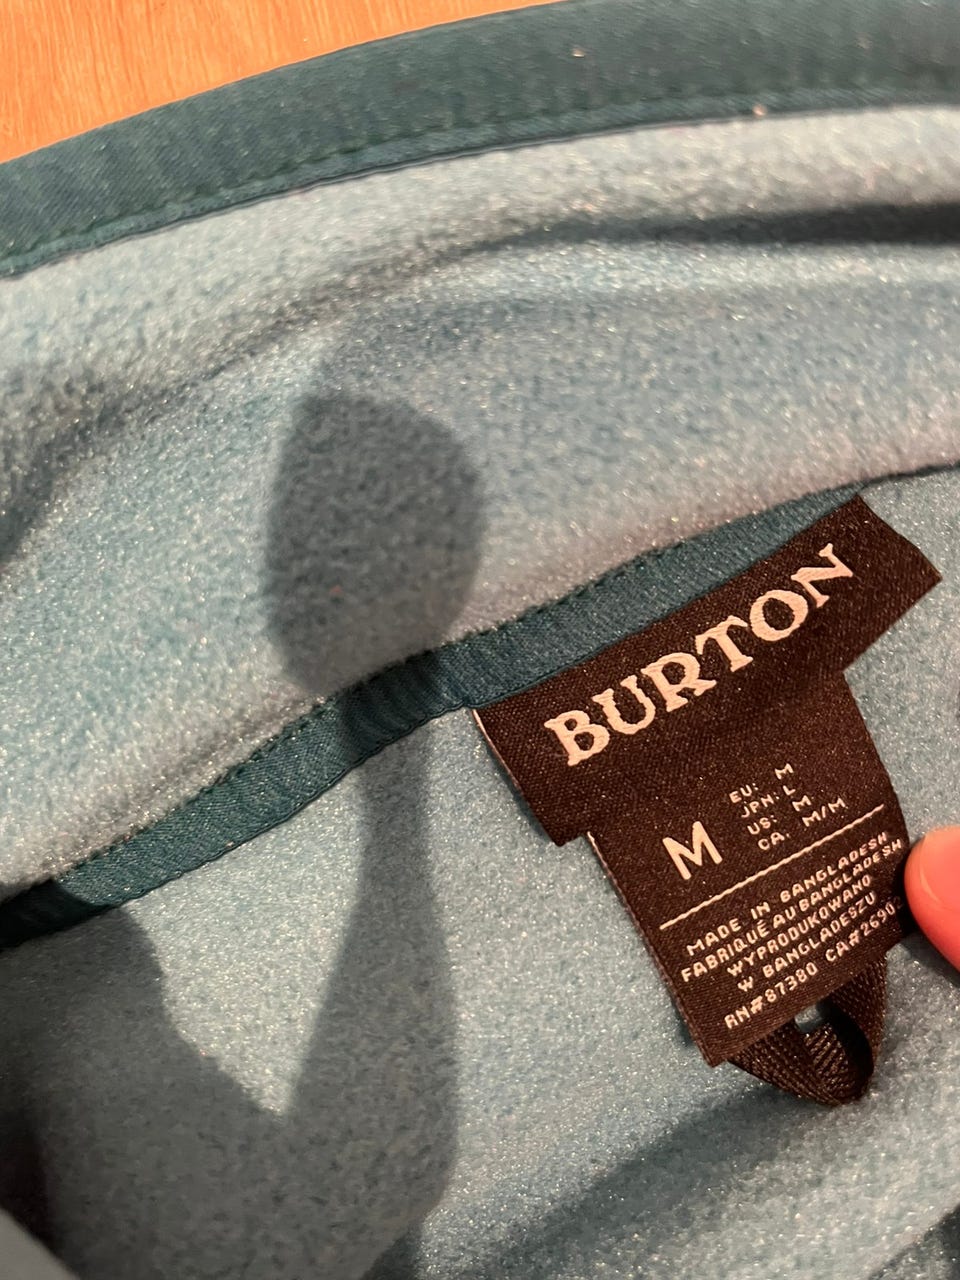 BURTON
M
EU: M
JPN: L
US: M
CA: M/M
MADE IN BANGLADESH
FABRIQUÉ AU BANGLADESH
WYPRODUKOWANO
W BANGLADESZU
RN#87380